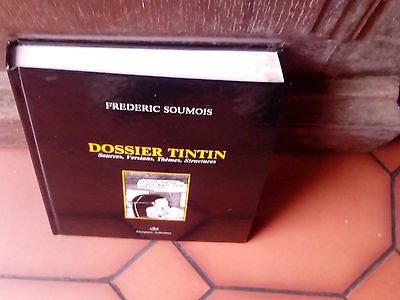 FREDERIC SOUMOIS
DOSSIER TINTIN
Sources, Versions, Thèmes, Structures
Jacques Antoine